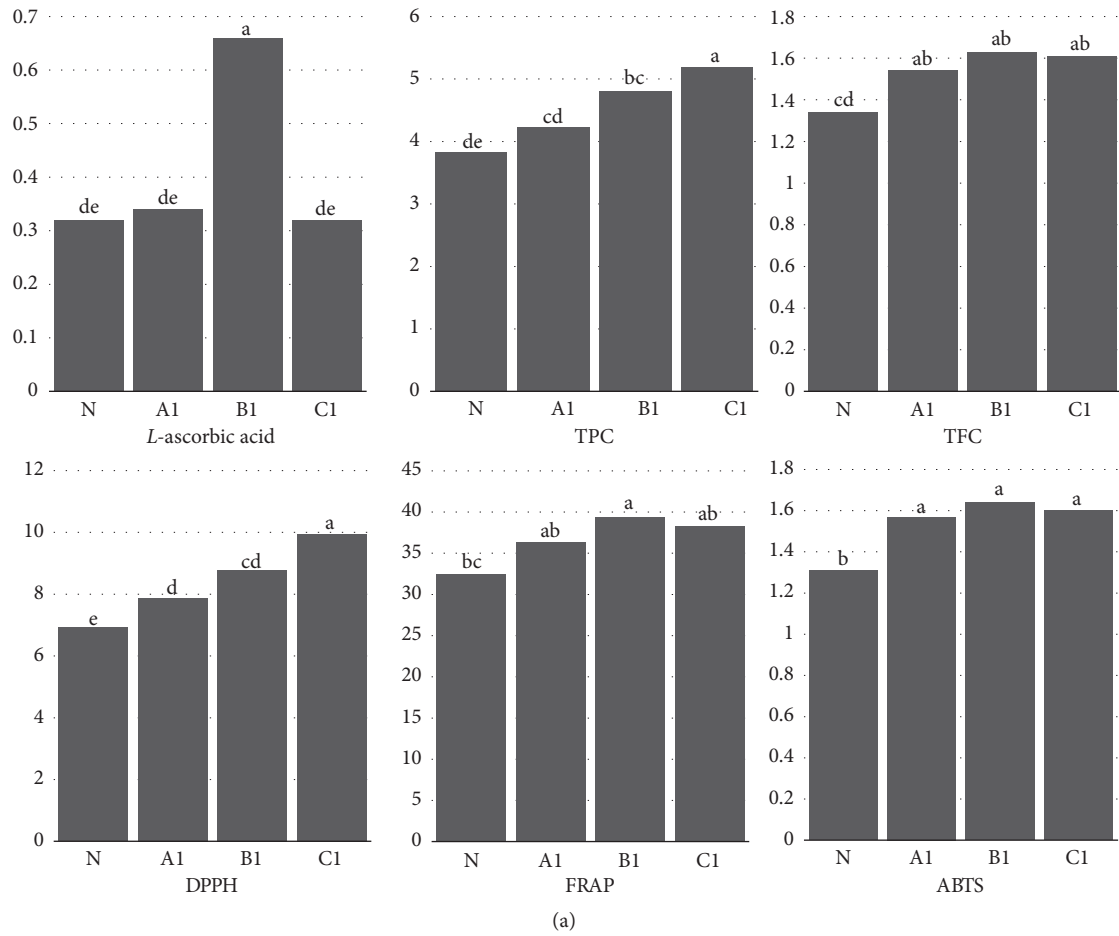 0.7
0.6
0.5
0.4
0.3
0.2
0.1
0
de
de
a
de
N
A1
B1
C1
L-ascorbic acid
6
5
4
3
2
1
0
de
cd
bc
a
N
A1
B1
C1
TPC
1.8
1.6
1.4
1.2
1
0.8
0.6
0.4
0.2
0
cd
ab
ab
ab
N
A1
B1
C1
TFC
12
10
8
6
4
2
0
e
d
cd
a
N
A1
B1
C1
DPPH
45
40
35
30
25
20
15
10
5
0
bc
ab
a
ab
N
A1
B1
C1
FRAP
1.8
1.6
1.4
1.2
1
0.8
0.6
0.4
0.2
0
b
a
a
a
N
A1
B1
C1
ABTS
(a)